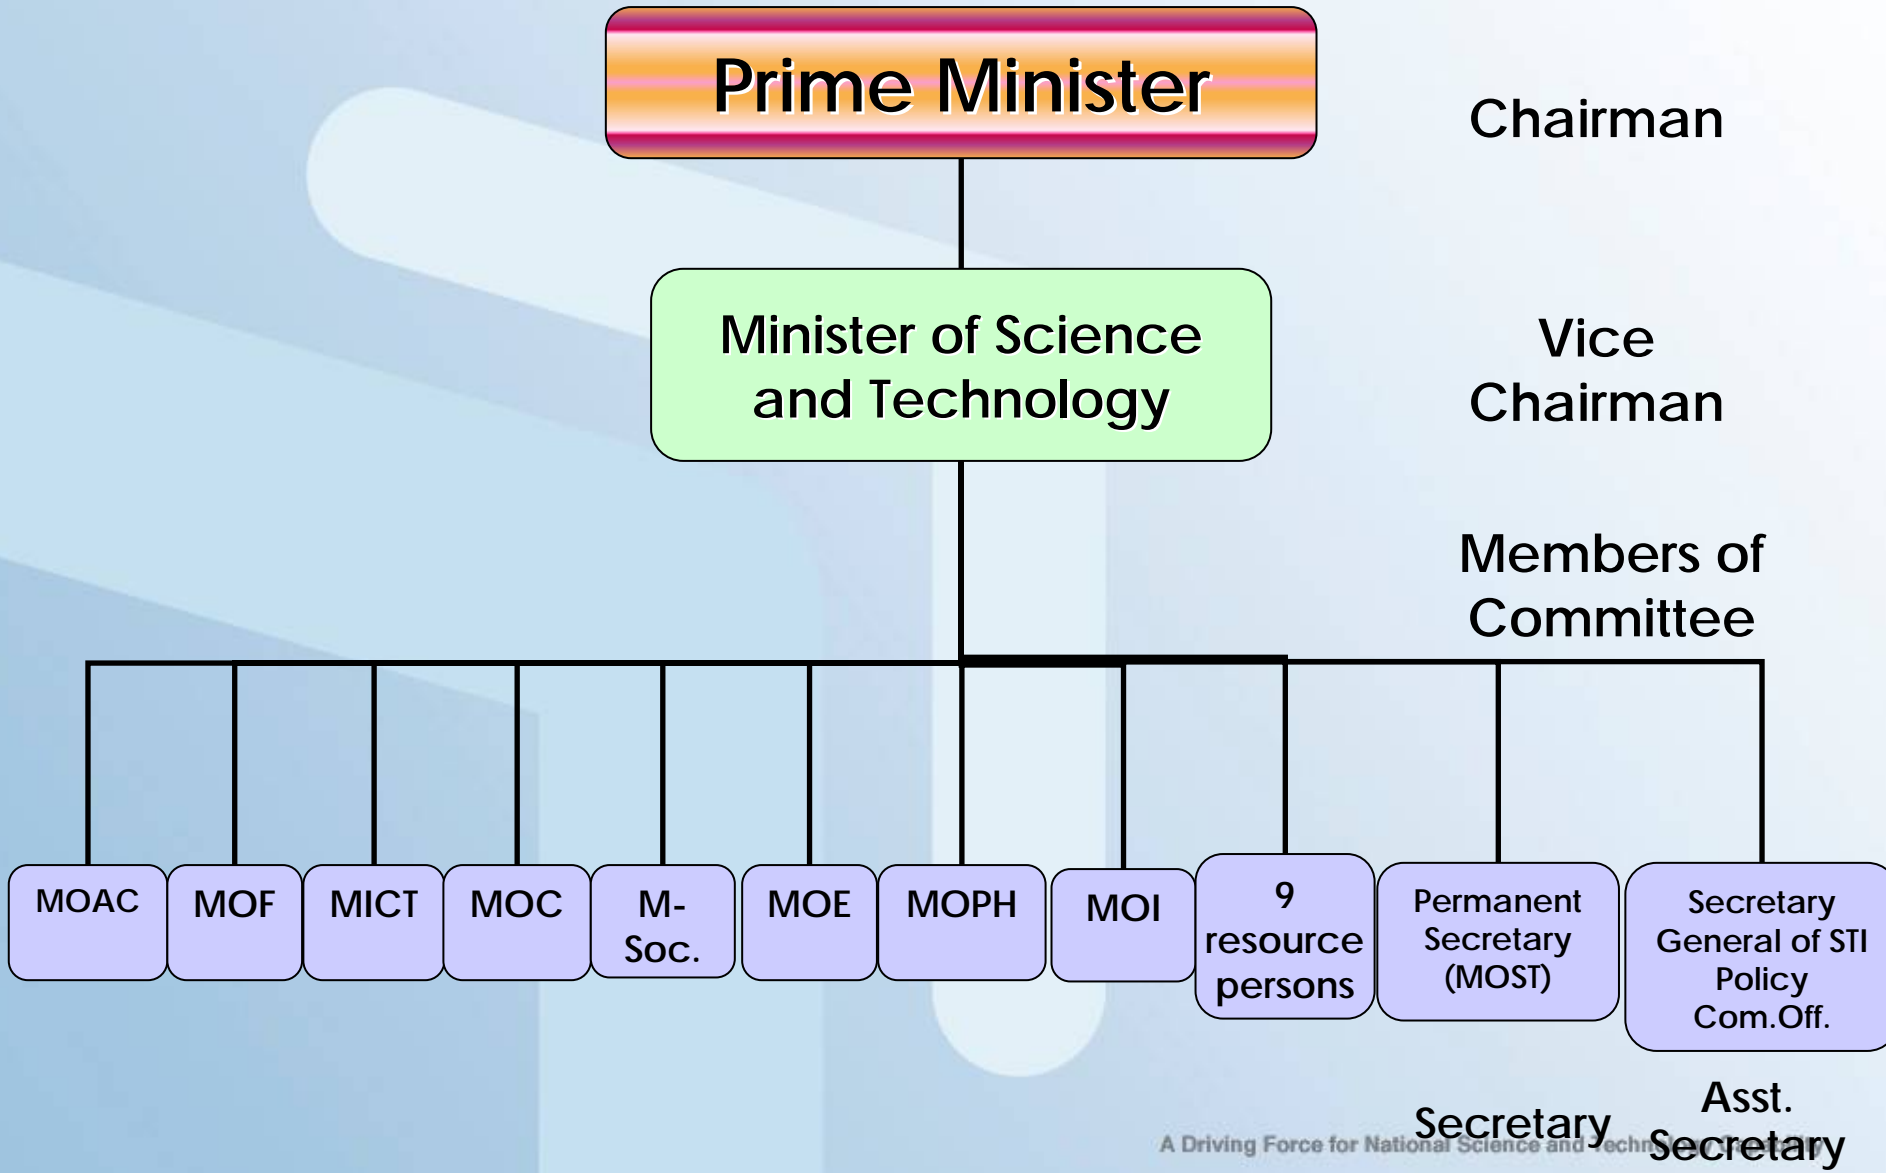 Prime Minister
Chairman
Minister of Science
and Technology
Vice
Chairman
Members of
Committee
MOAC
MOF
MICT
MOC
M-
Soc.
MOE
MOPH
MOI
9
resource
persons
Permanent
Secretary
(MOST)
Secretary
General of STI
Policy
Com.Off.
Secretary
Asst.
Secretary
A Driving Force for National Science and Technology Capability